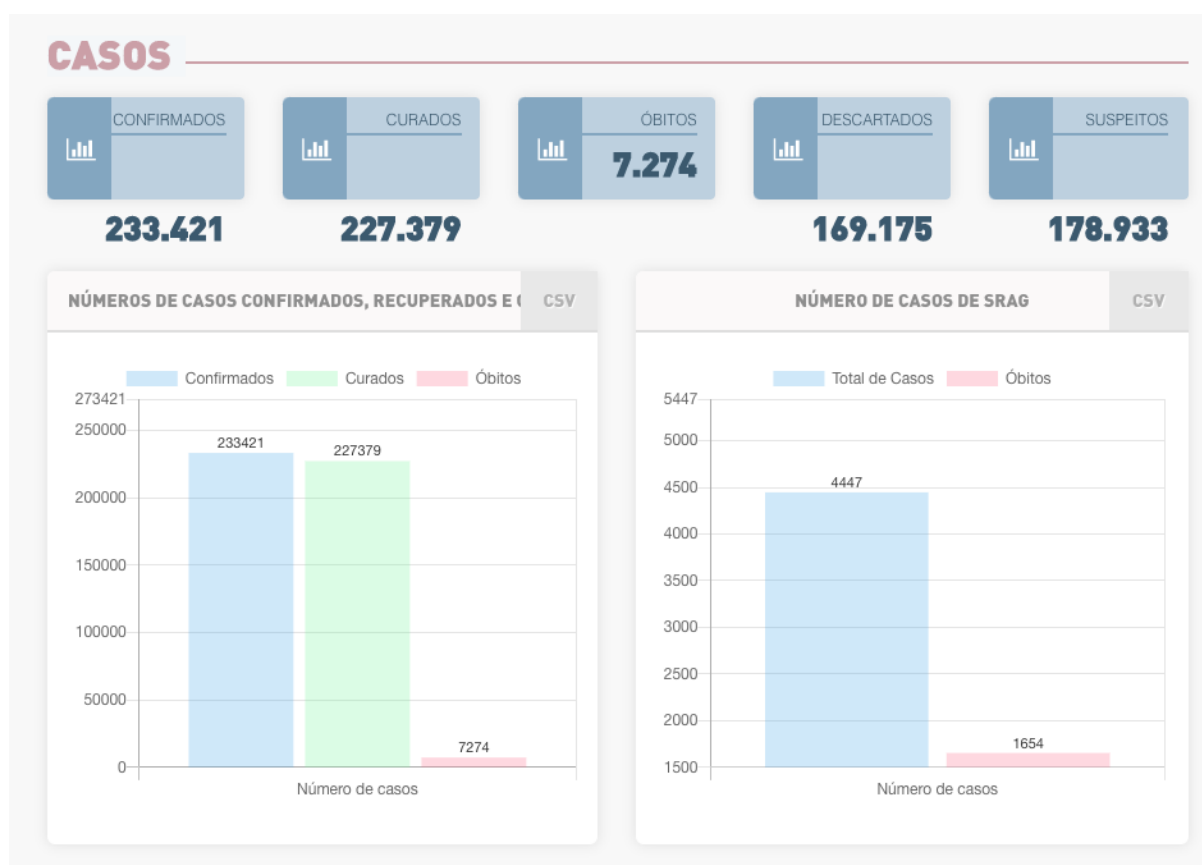 CASOS
CONFIRMADOS
233.421
CURADOS
227.379
ÓBITOS
7.274
DESCARTADOS
169.175
SUSPEITOS
178.933
NÚMEROS DE CASOS CONFIRMADOS, RECUPERADOS E
CSV
Confirmados Curados Óbitos
273421
250000
200000
150000
100000
50000
0
233421
227379
7274
Número de casos
NÚMERO DE CASOS DE SRAG
CSV
Total de Casos Óbitos
5447
5000
4500
4000
3500
3000
2500
2000
1500
4447
1654
Número de casos